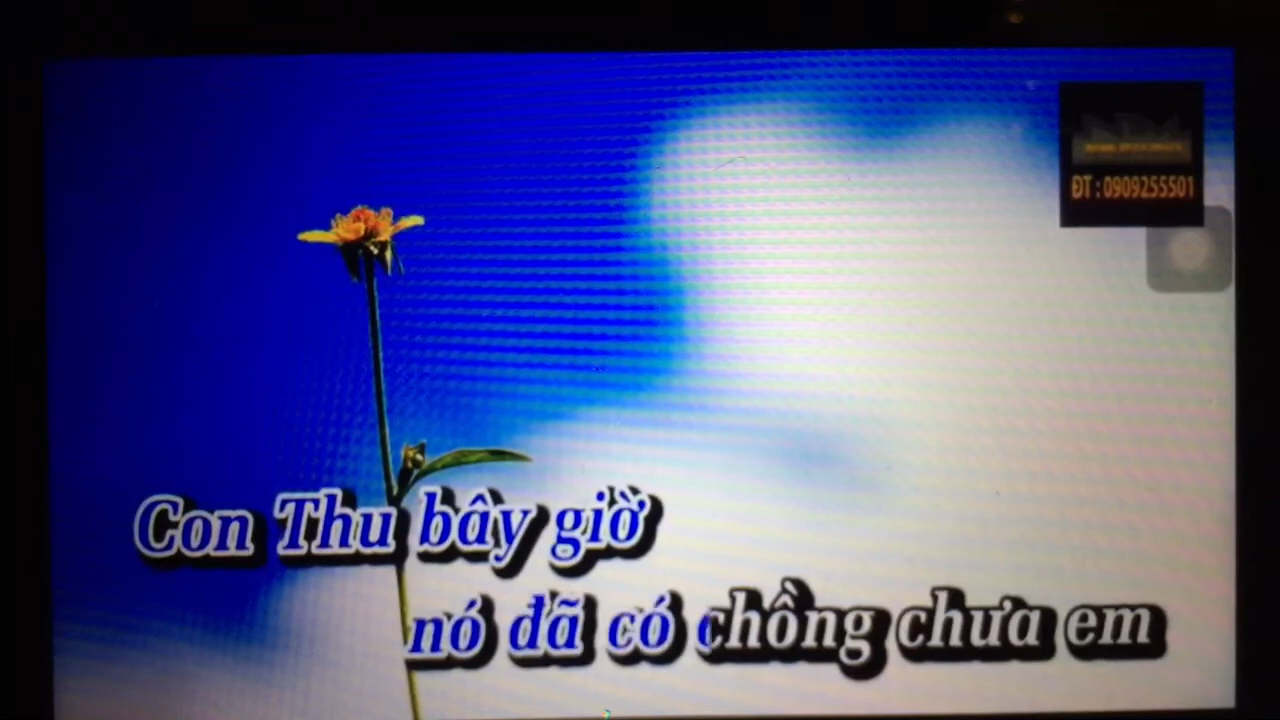 ĐT : 0909255501
Con Thu bây giờ
nó đã có chồng chưa em